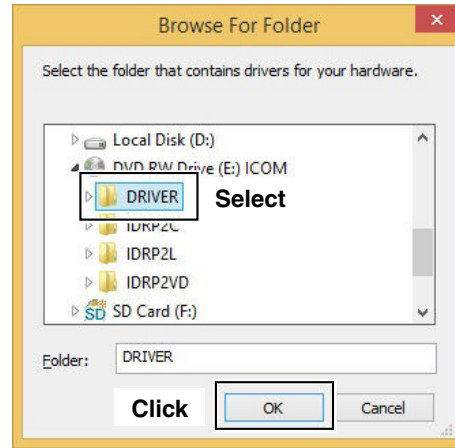 Browse For Folder
×
Select the folder that contains drivers for your hardware.
Local Disk (D:)
DVD RW Drive (E:) ICOM
DRIVER Select
IDRP2C
IDRP2L
IDRP2VD
SD SD Card (F:)
Folder: DRIVER
Click OK Cancel